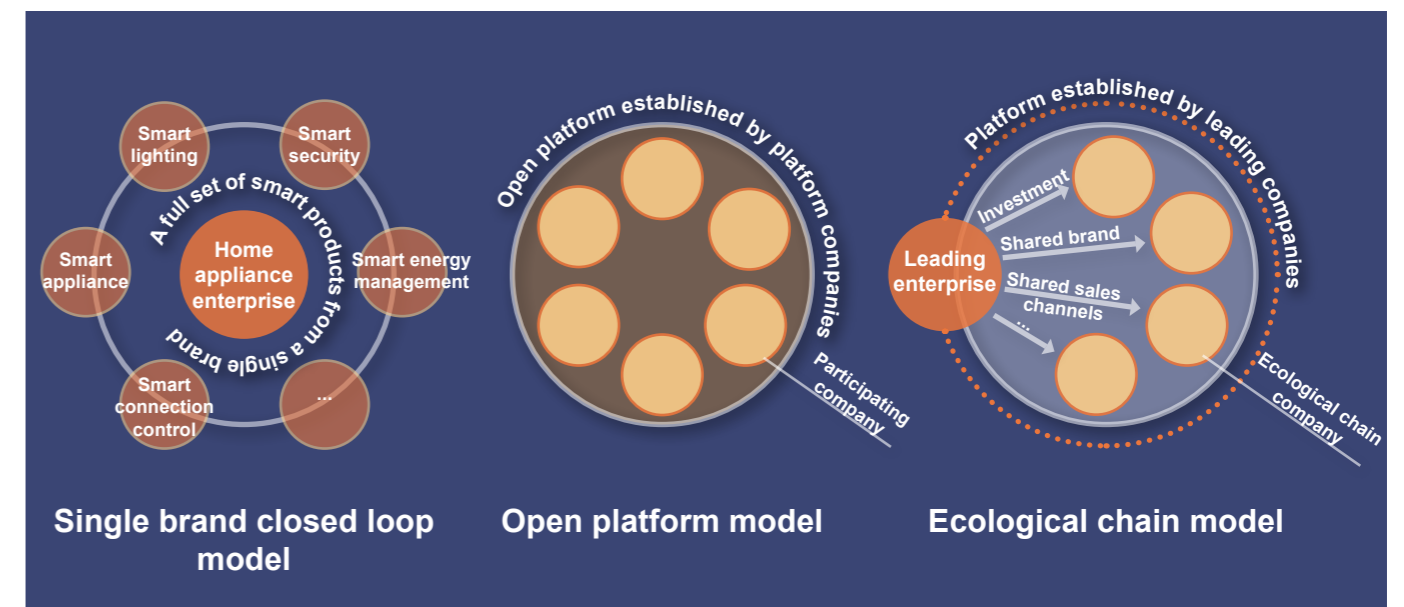 Smart
lighting
Smart
security
A full set of smart products from a single brand
Home
appliance
enterprise
Smart
appliance
Smart energy
management
Smart
connection
control
...
Single brand closed loop
model
Open platform established by platform companies
Participating
company
Open platform model
Platform established by leading companies
Leading
enterprise
Investment
Shared brand
Shared sales
channels
...
Ecological chain
company
Ecological chain model